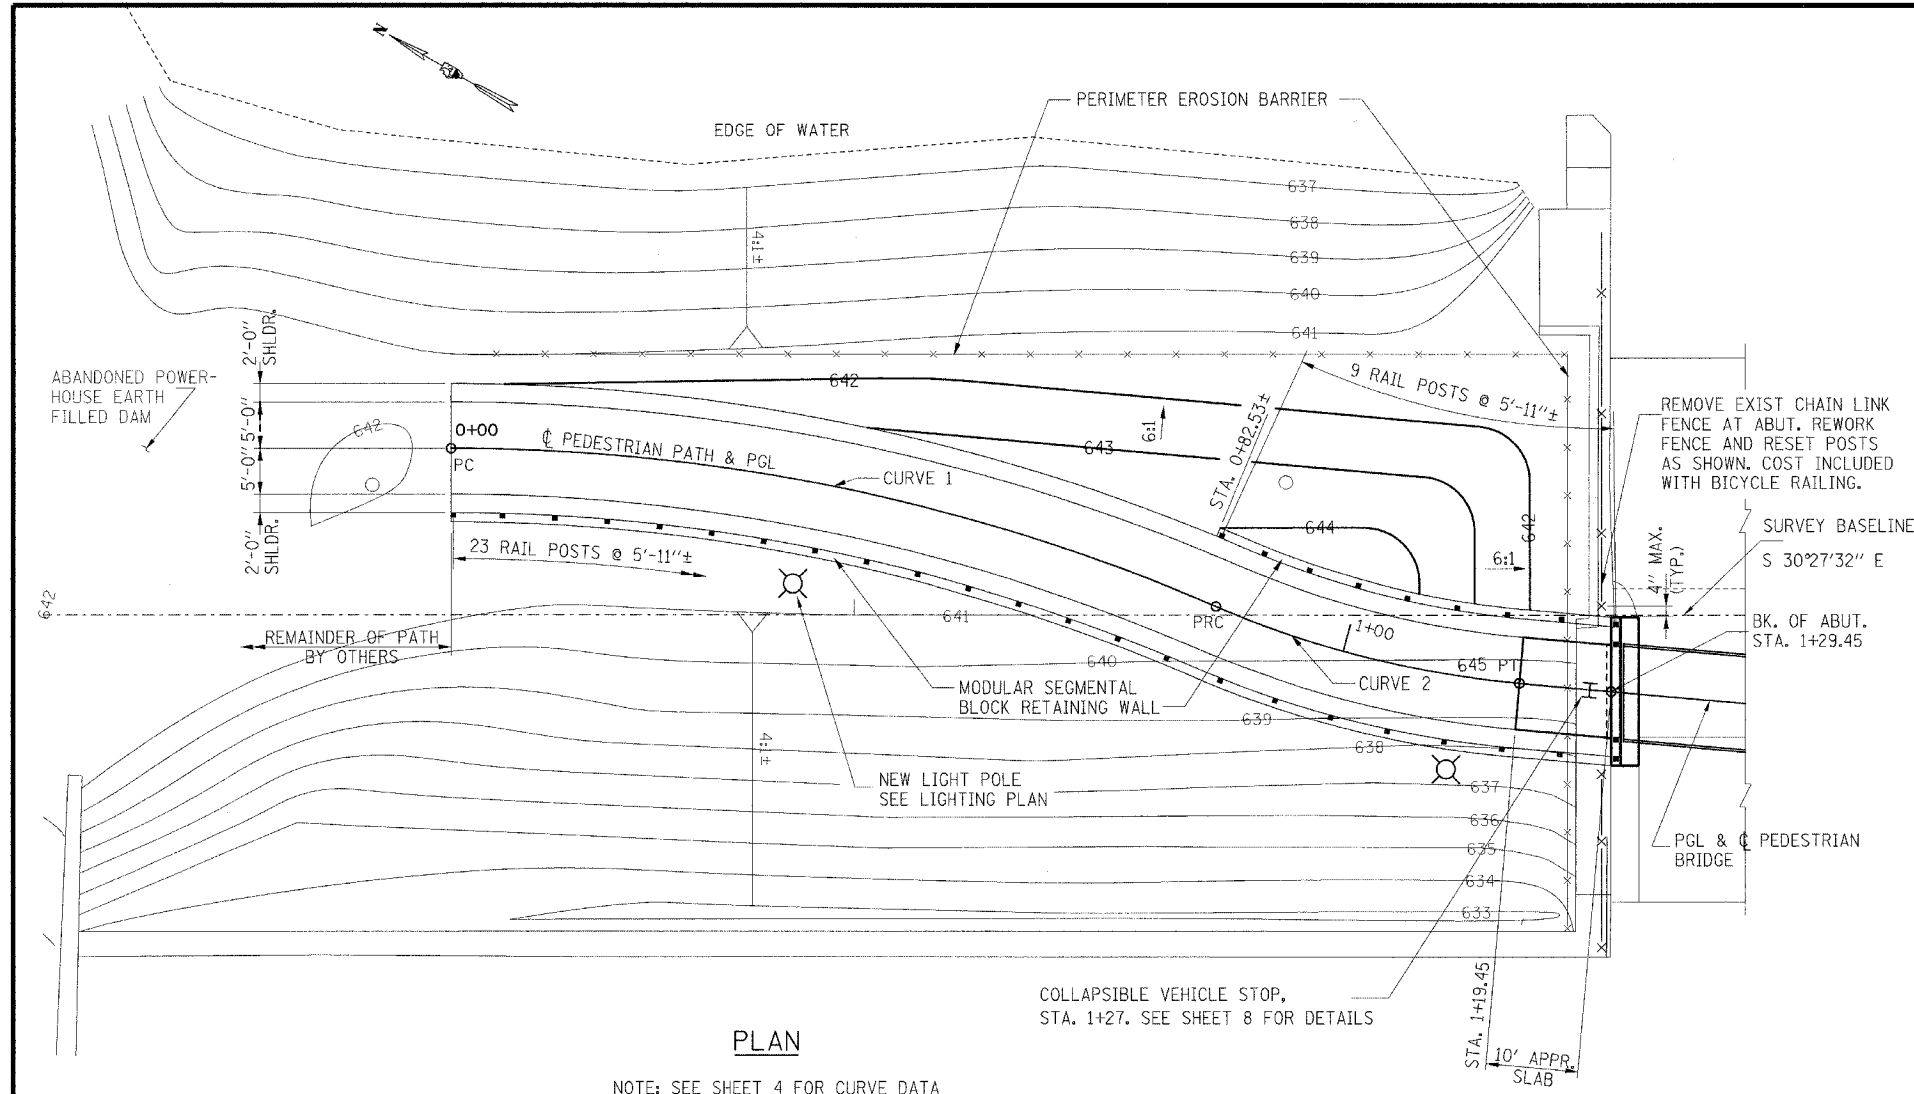 N
PERIMETER EROSION BARRIER
EDGE OF WATER
637
638
639
640
641
4:1±
2'-0"
SHLDR.
5'-0"
5'-0"
2'-0"
SHLDR.
ABANDONED POWER-
HOUSE EARTH
FILLED DAM
642
642
0+00
PC
℄ PEDESTRIAN PATH & PGL
CURVE 1
643
6:1
STA. 0+82.53±
9 RAIL POSTS @ 5'-11"±
644
642
6:1
REMOVE EXIST CHAIN LINK
FENCE AT ABUT. REWORK
FENCE AND RESET POSTS
AS SHOWN. COST INCLUDED
WITH BICYCLE RAILING.
4" MAX.
(TYP.)
SURVEY BASELINE
S 30°27'32" E
BK. OF ABUT.
STA. 1+29.45
23 RAIL POSTS @ 5'-11"±
642
641
REMAINDER OF PATH
BY OTHERS
PRC
1+00
640
645 PT
MODULAR SEGMENTAL
BLOCK RETAINING WALL
CURVE 2
639
638
4:1±
NEW LIGHT POLE
SEE LIGHTING PLAN
637
636
635
634
633
PGL & ℄ PEDESTRIAN
BRIDGE
COLLAPSIBLE VEHICLE STOP,
STA. 1+27. SEE SHEET 8 FOR DETAILS
STA. 1+19.45
10' APPR.
SLAB
PLAN
NOTE: SEE SHEET 4 FOR CURVE DATA